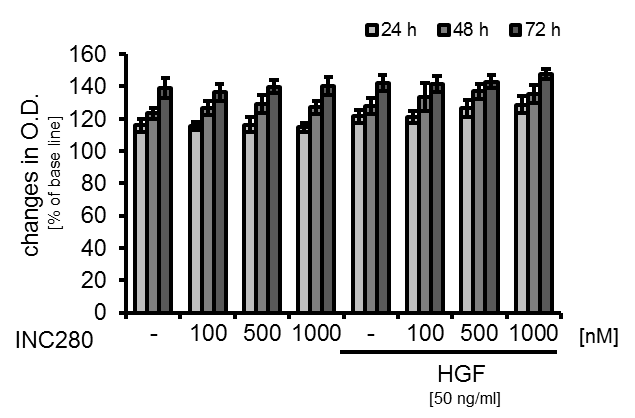 24 h 48 h 72 h
160
140
120
100
80
60
40
20
0
changes in O.D.
[% of base line]
INC280 - 100 500 1000 - 100 500 1000 [nM]
HGF
[50 ng/ml]